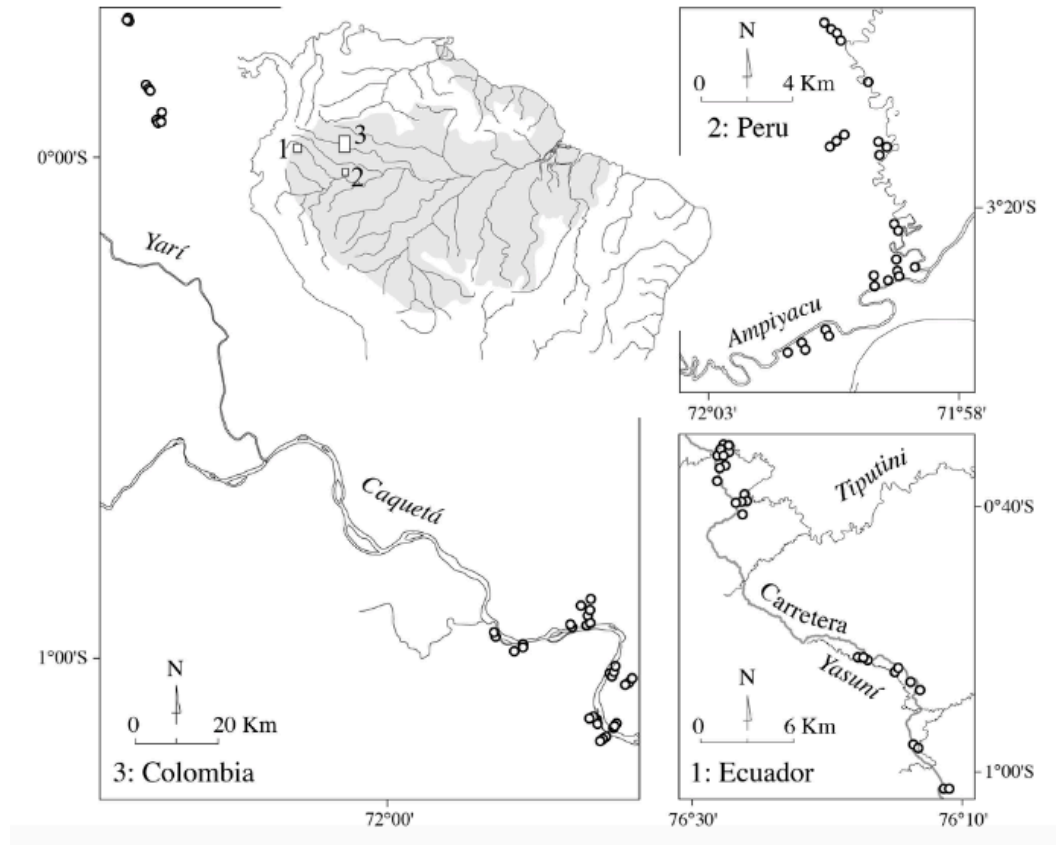 N
0 4 Km
2: Peru
1
3
2
0°00'S
3°20'S
Yarí
Ampiyacu
72°03' 71°58'
Tiputini
0°40'S
Caquetá
Carretera
Yasuní
1°00'S
N
0 20 Km
3: Colombia
N
0 6 Km
1: Ecuador
1°00'S
72°00'
76°30' 76°10'